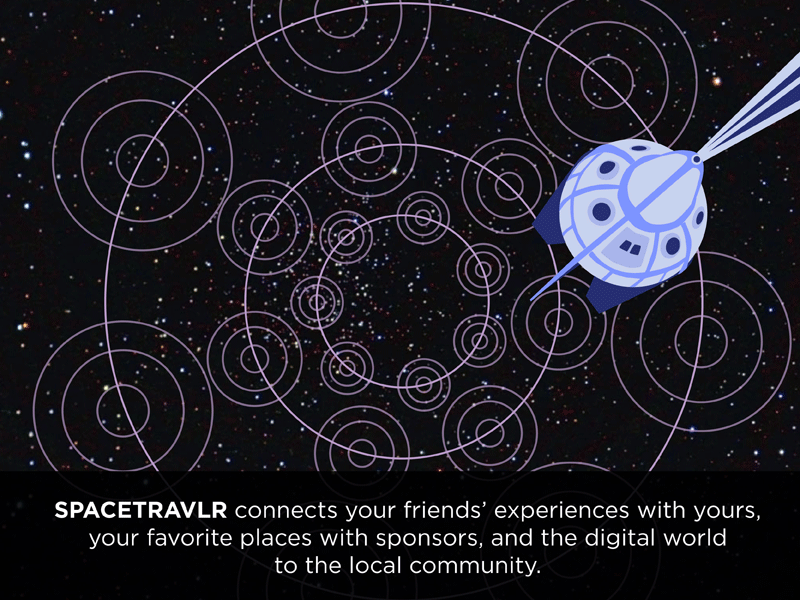 SPACETRAVLR connects your friends’ experiences with yours,
your favorite places with sponsors, and the digital world
to the local community.